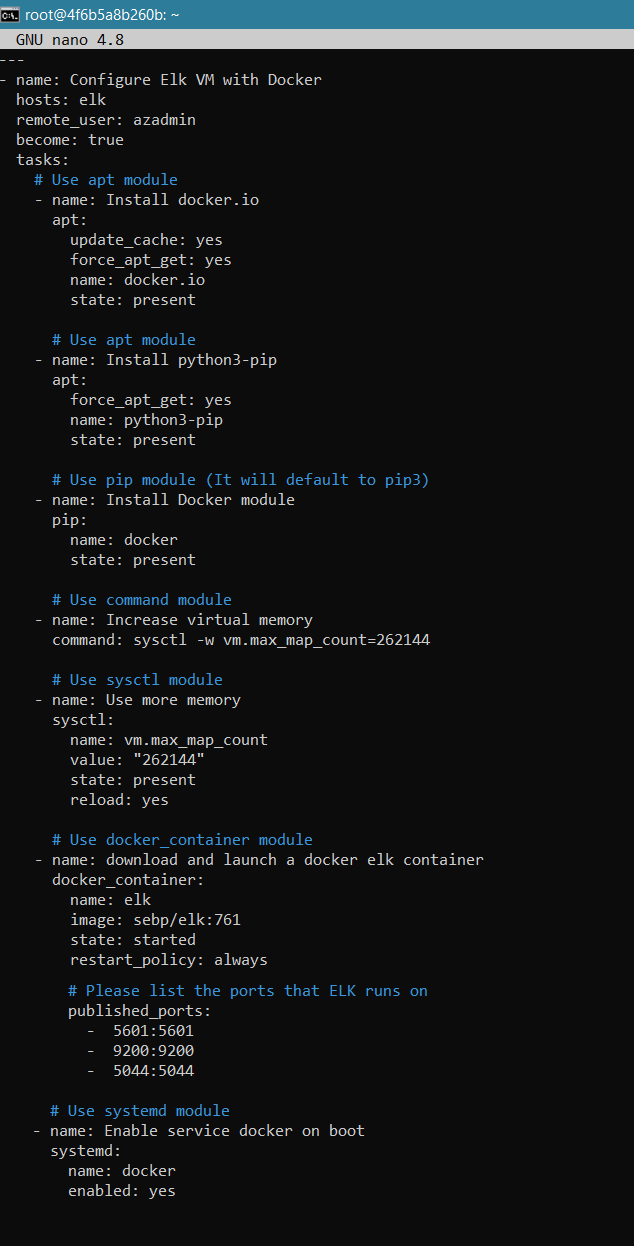 root@4f6b5a8b260b: ~
GNU nano 4.8
---
- name: Configure Elk VM with Docker
  hosts: elk
  remote_user: azadmin
  become: true
  tasks:
    # Use apt module
    - name: Install docker.io
      apt:
        update_cache: yes
        force_apt_get: yes
        name: docker.io
        state: present

      # Use apt module
    - name: Install python3-pip
      apt:
        force_apt_get: yes
        name: python3-pip
        state: present

      # Use pip module (It will default to pip3)
    - name: Install Docker module
      pip:
        name: docker
        state: present

      # Use command module
    - name: Increase virtual memory
      command: sysctl -w vm.max_map_count=262144

      # Use sysctl module
    - name: Use more memory
      sysctl:
        name: vm.max_map_count
        value: "262144"
        state: present
        reload: yes

      # Use docker_container module
    - name: download and launch a docker elk container
      docker_container:
        name: elk
        image: sebp/elk:761
        state: started
        restart_policy: always
        # Please list the ports that ELK runs on
        published_ports:
          -  5601:5601
          -  9200:9200
          -  5044:5044

      # Use systemd module
    - name: Enable service docker on boot
      systemd:
        name: docker
        enabled: yes